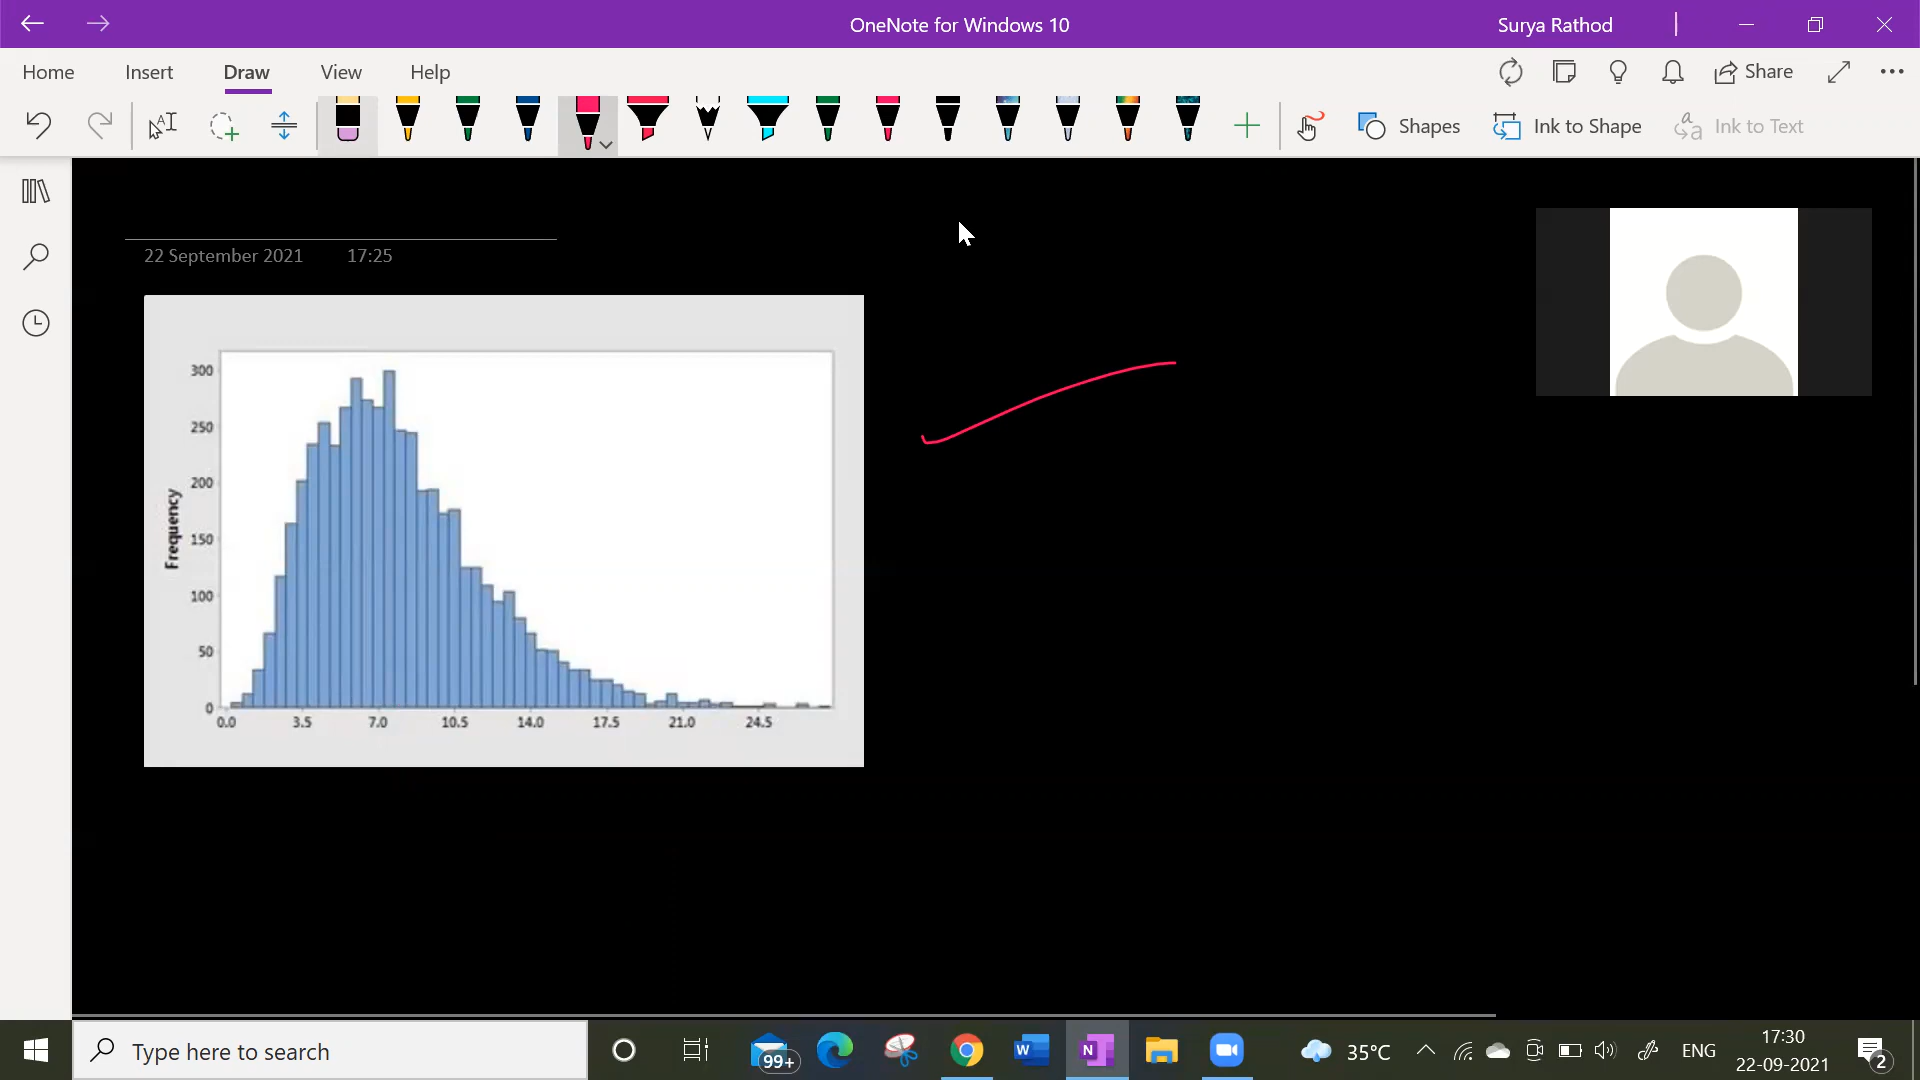 OneNote for Windows 10
Surya Rathod
Home Insert Draw View Help
Share
Shapes Ink to Shape Ink to Text
22 September 2021 17:25
300
250
200
150
100
50
0
Frequency
0.0 3.5 7.0 10.5 14.0 17.5 21.0 24.5
Type here to search
99+
35°C
ENG
17:30
22-09-2021
2